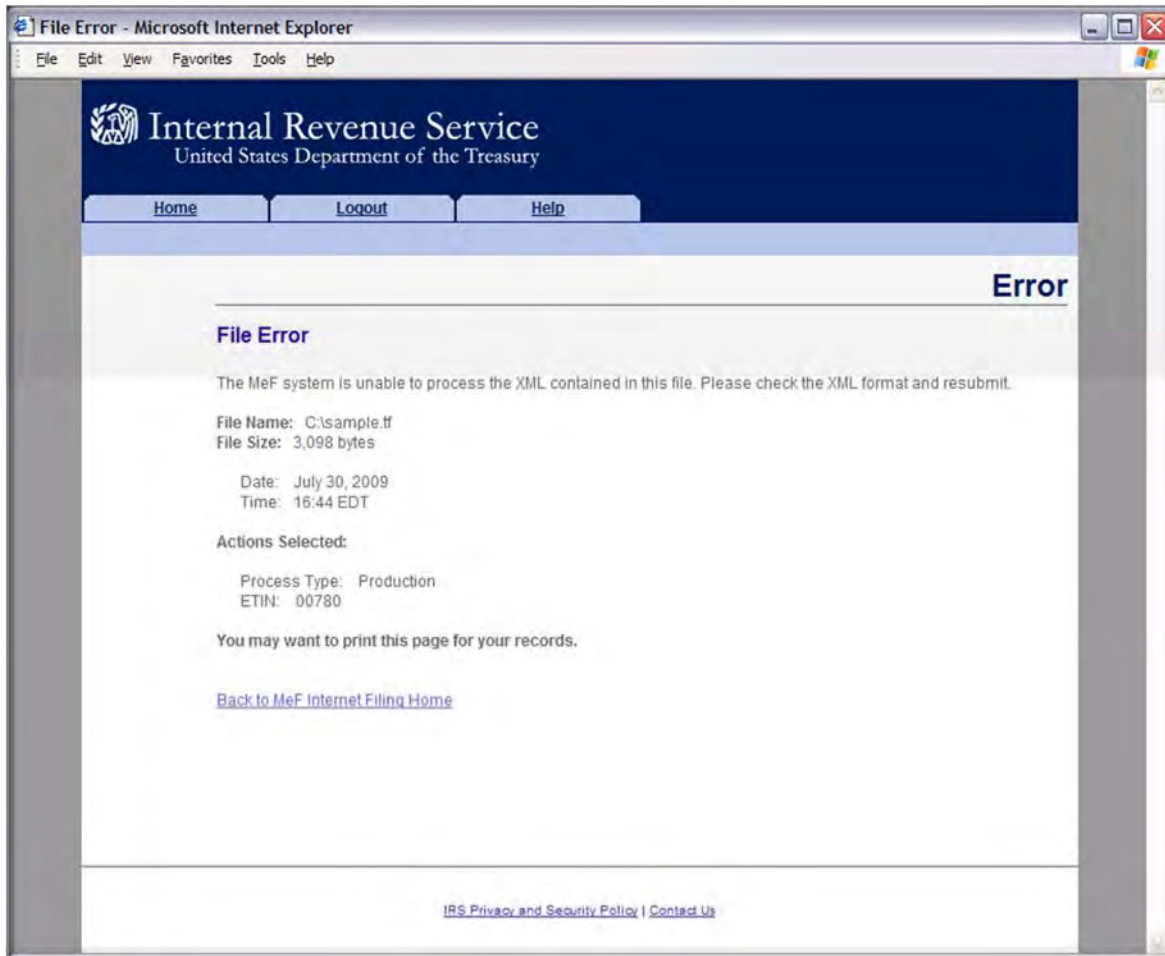 File Error - Microsoft Internet Explorer
File Edit View Favorites Tools Help
Internal Revenue Service
United States Department of the Treasury
Home Logout Help
Error
File Error
The MeF system is unable to process the XML contained in this file. Please check the XML format and resubmit.
File Name: C:\sample.tf
File Size: 3,098 bytes
Date: July 30, 2009
Time: 16:44 EDT
Actions Selected:
Process Type: Production
ETIN: 00780
You may want to print this page for your records.
Back to MeF Internet Filing Home
IRS Privacy and Security Policy | Contact Us